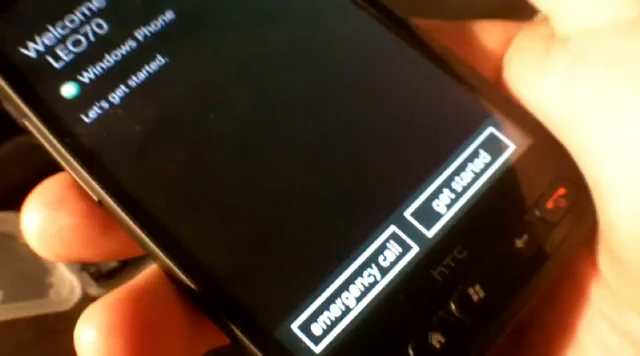 Welcome
LEO70
Windows Phone
Let's get started.
get started
emergency call
hTC